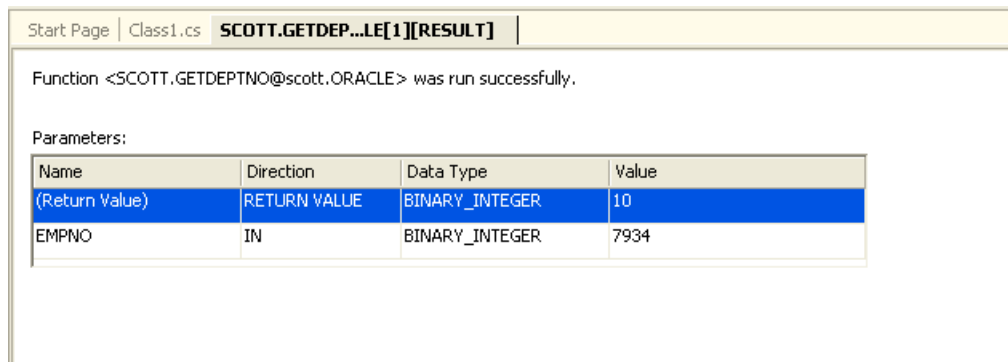 Start Page Class1.cs SCOTT.GETDEP...LE[1][RESULT]
Function <SCOTT.GETDEPTNO@scott.ORACLE> was run successfully.
Parameters:
Name Direction Data Type Value
(Return Value) RETURN VALUE BINARY_INTEGER 10
EMPNO IN BINARY_INTEGER 7934